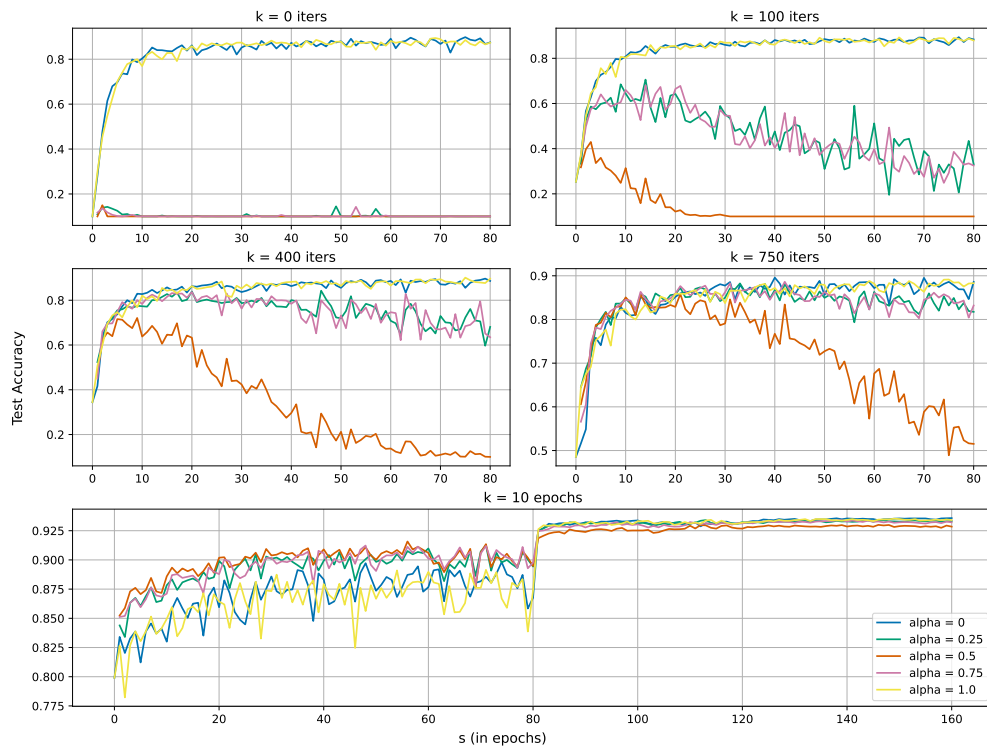 k = 0 iters
k = 100 iters
0.8
0.6
0.4
0.2
0 10 20 30 40 50 60 70 80
0.8
0.6
0.4
0.2
0 10 20 30 40 50 60 70 80
k = 400 iters
k = 750 iters
0.8
0.6
0.4
0.2
0 10 20 30 40 50 60 70 80
0.9
0.8
0.7
0.6
0.5
0 10 20 30 40 50 60 70 80
Test Accuracy
k = 10 epochs
0.925
0.900
0.875
0.850
0.825
0.800
0.775
0 20 40 60 80 100 120 140 160
alpha = 0
alpha = 0.25
alpha = 0.5
alpha = 0.75
alpha = 1.0
s (in epochs)